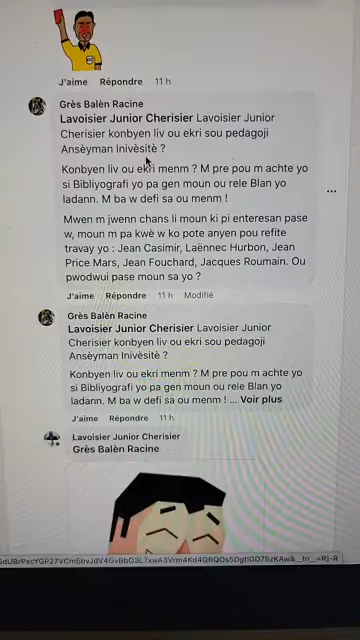 J'aime Répondre 11 h
Grès Balèn Racine
Lavoisier Junior Cherisier Lavoisier Junior
Cherisier konbyen liv ou ekri sou pedagoji
Ansèyman Inivèsitè ?
Konbyen liv ou ekri menm ? M pre pou m achte yo
si Bibliyografi yo pa gen moun ou rele Blan yo
ladann. M ba w defi sa ou menm !
Mwen m jwenn chans li moun ki pi enteresan pase
w, moun m pa kwè w ko pote anyen pou refite
travay yo : Jean Casimir, Laënnec Hurbon, Jean
Price Mars, Jean Fouchard, Jacques Roumain. Ou
pwodwui pase moun sa yo ?
J'aime Répondre 11 h Modifié
Grès Balèn Racine
Lavoisier Junior Cherisier Lavoisier Junior
Cherisier konbyen liv ou ekri sou pedagoji
Ansèyman Inivèsitè ?
Konbyen liv ou ekri menm ? M pre pou m achte yo
si Bibliyografi yo pa gen moun ou rele Blan yo
ladann. M ba w defi sa ou menm ! ... Voir plus
J'aime Répondre 11 h
Lavoisier Junior Cherisier
Grès Balèn Racine